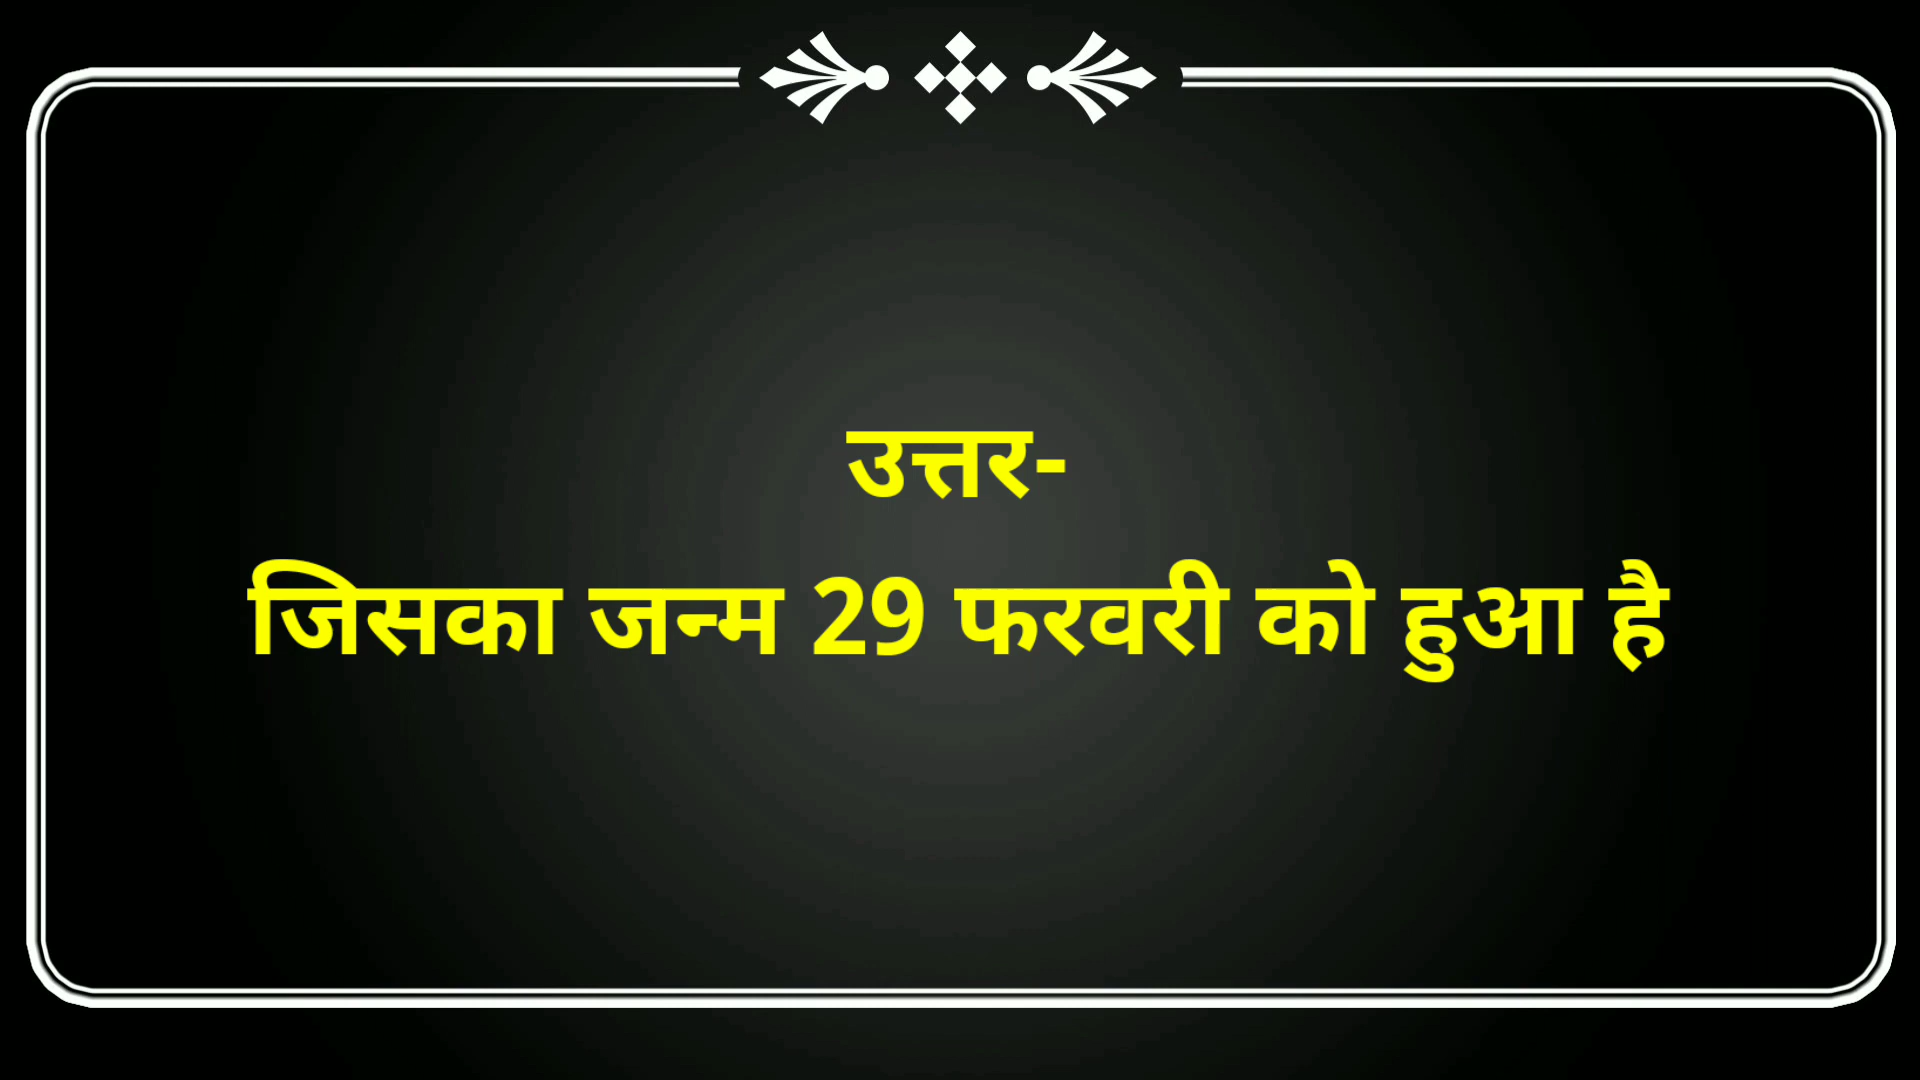 उत्तर-
जिसका जन्म 29 फरवरी को हुआ है